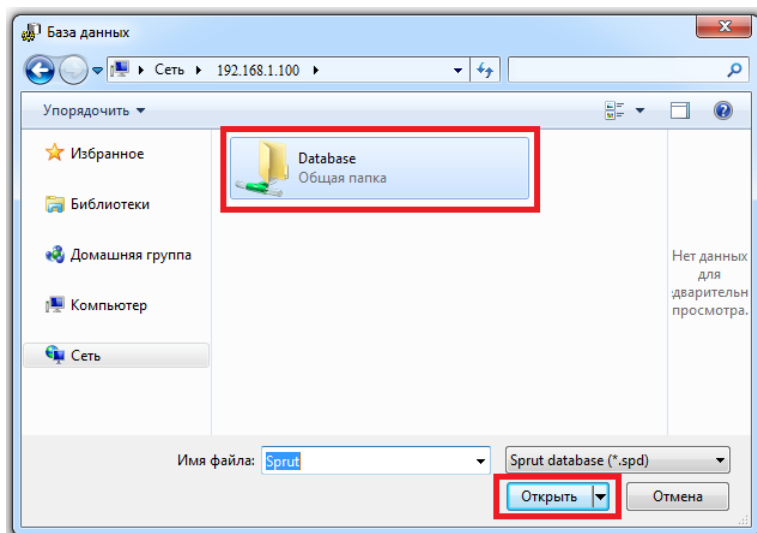 База данных
Сеть 192.168.1.100
Упорядочить
Избранное
Библиотеки
Домашняя группа
Компьютер
Сеть
Database
Общая папка
Нет данных
для
дварительн
просмотра.
Имя файла: Sprut Sprut database (*.spd)
Открыть Отмена